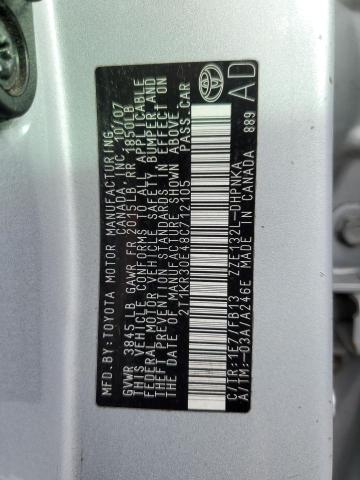 MFD.BY:TOYOTA MOTOR MANUFACTURING
CANADA,INC. 10/07
GVWR 3845 LB GAWR FR 2015 LB RR 1850LB
THIS VEHICLE CONFORMS TO ALL APPLICABLE
FEDERAL MOTOR VEHICLE SAFETY BUMPER,AND
THEFT PREVENTION STANDARDS IN EFFECT ON
THE DATE OF MANUFACTURE SHOWN ABOVE.
2T1KR30E48C712105 PASS.CAR
C/TR:1E7/FB13 ZZE132L-DHPNKA
A/TM:-03A/A246E MADE IN CANADA 889
AD